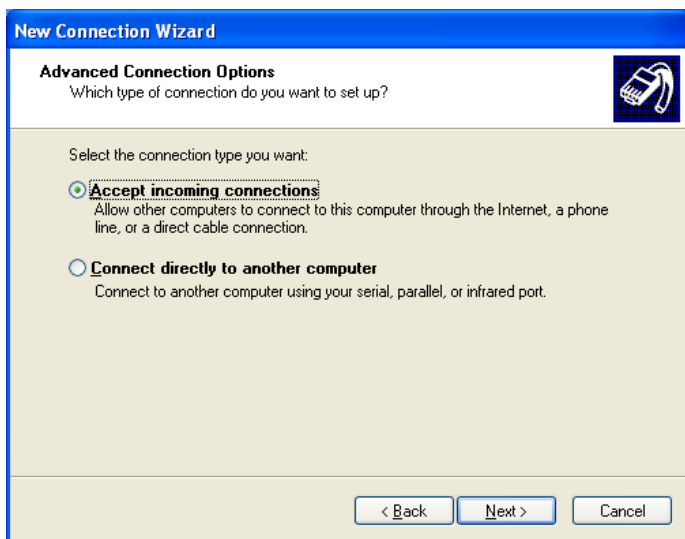 New Connection Wizard
Advanced Connection Options
Which type of connection do you want to set up?
Select the connection type you want:
Accept incoming connections
Allow other computers to connect to this computer through the Internet, a phone
line, or a direct cable connection.
Connect directly to another computer
Connect to another computer using your serial, parallel, or infrared port.
< Back Next > Cancel